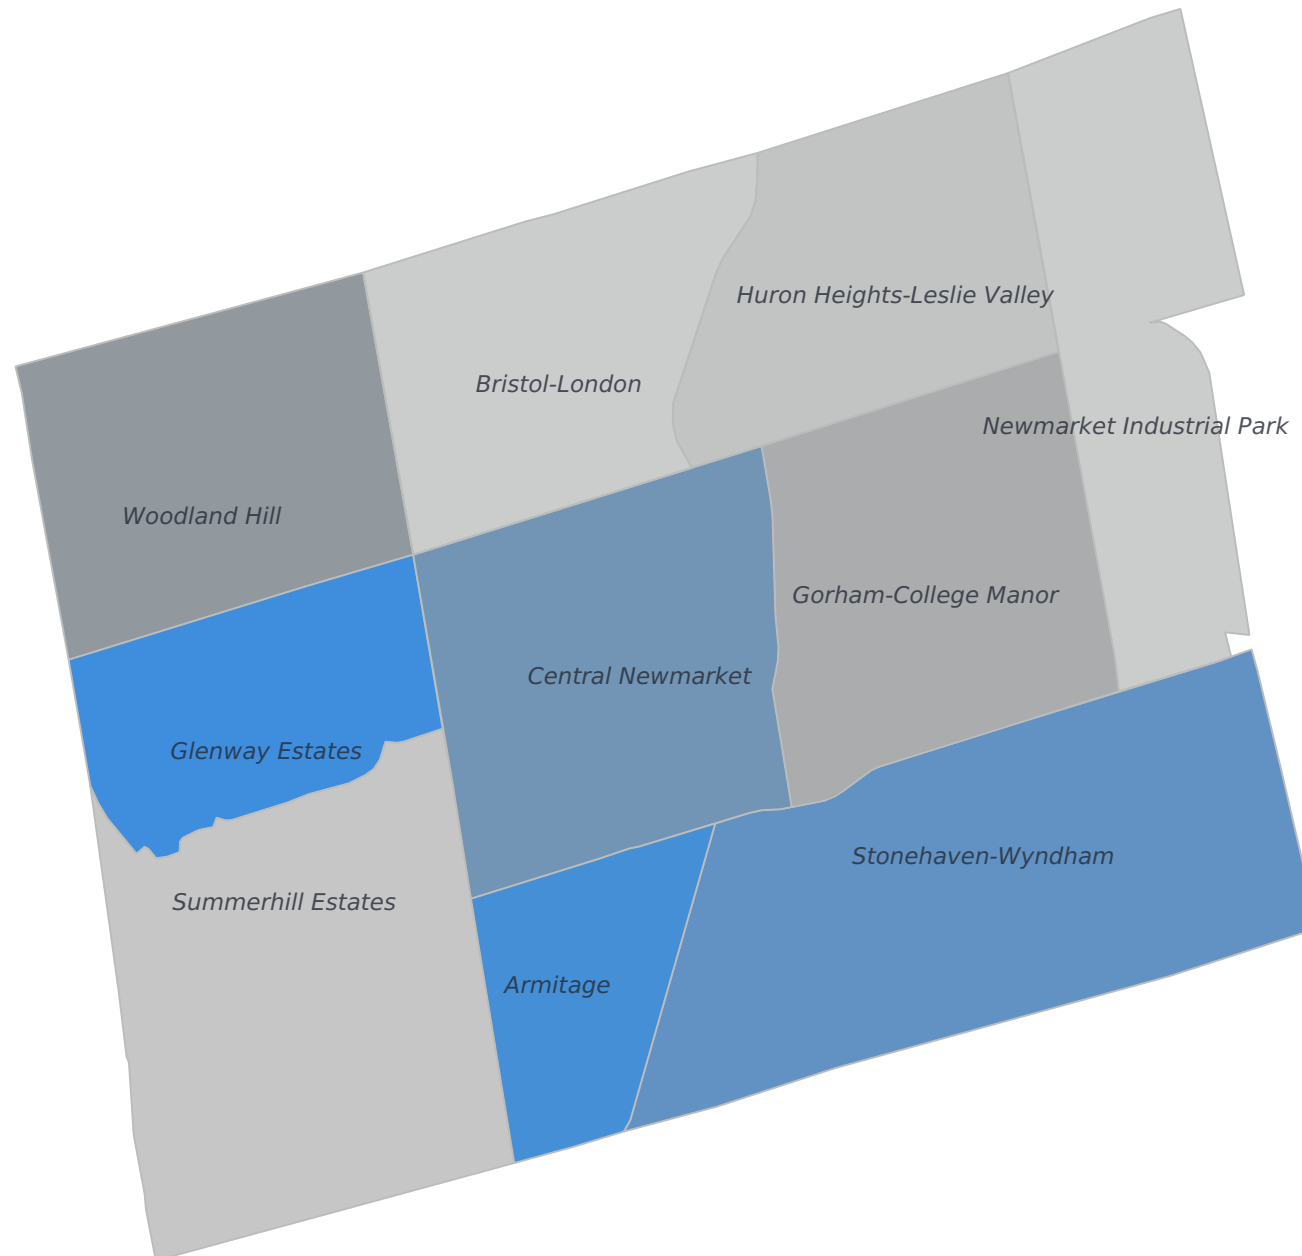 Huron Heights-Leslie Valley
Bristol-London
Newmarket Industrial Park
Woodland Hill
Gorham-College Manor
Central Newmarket
Glenway Estates
Stonehaven-Wyndham
Summerhill Estates
Armitage